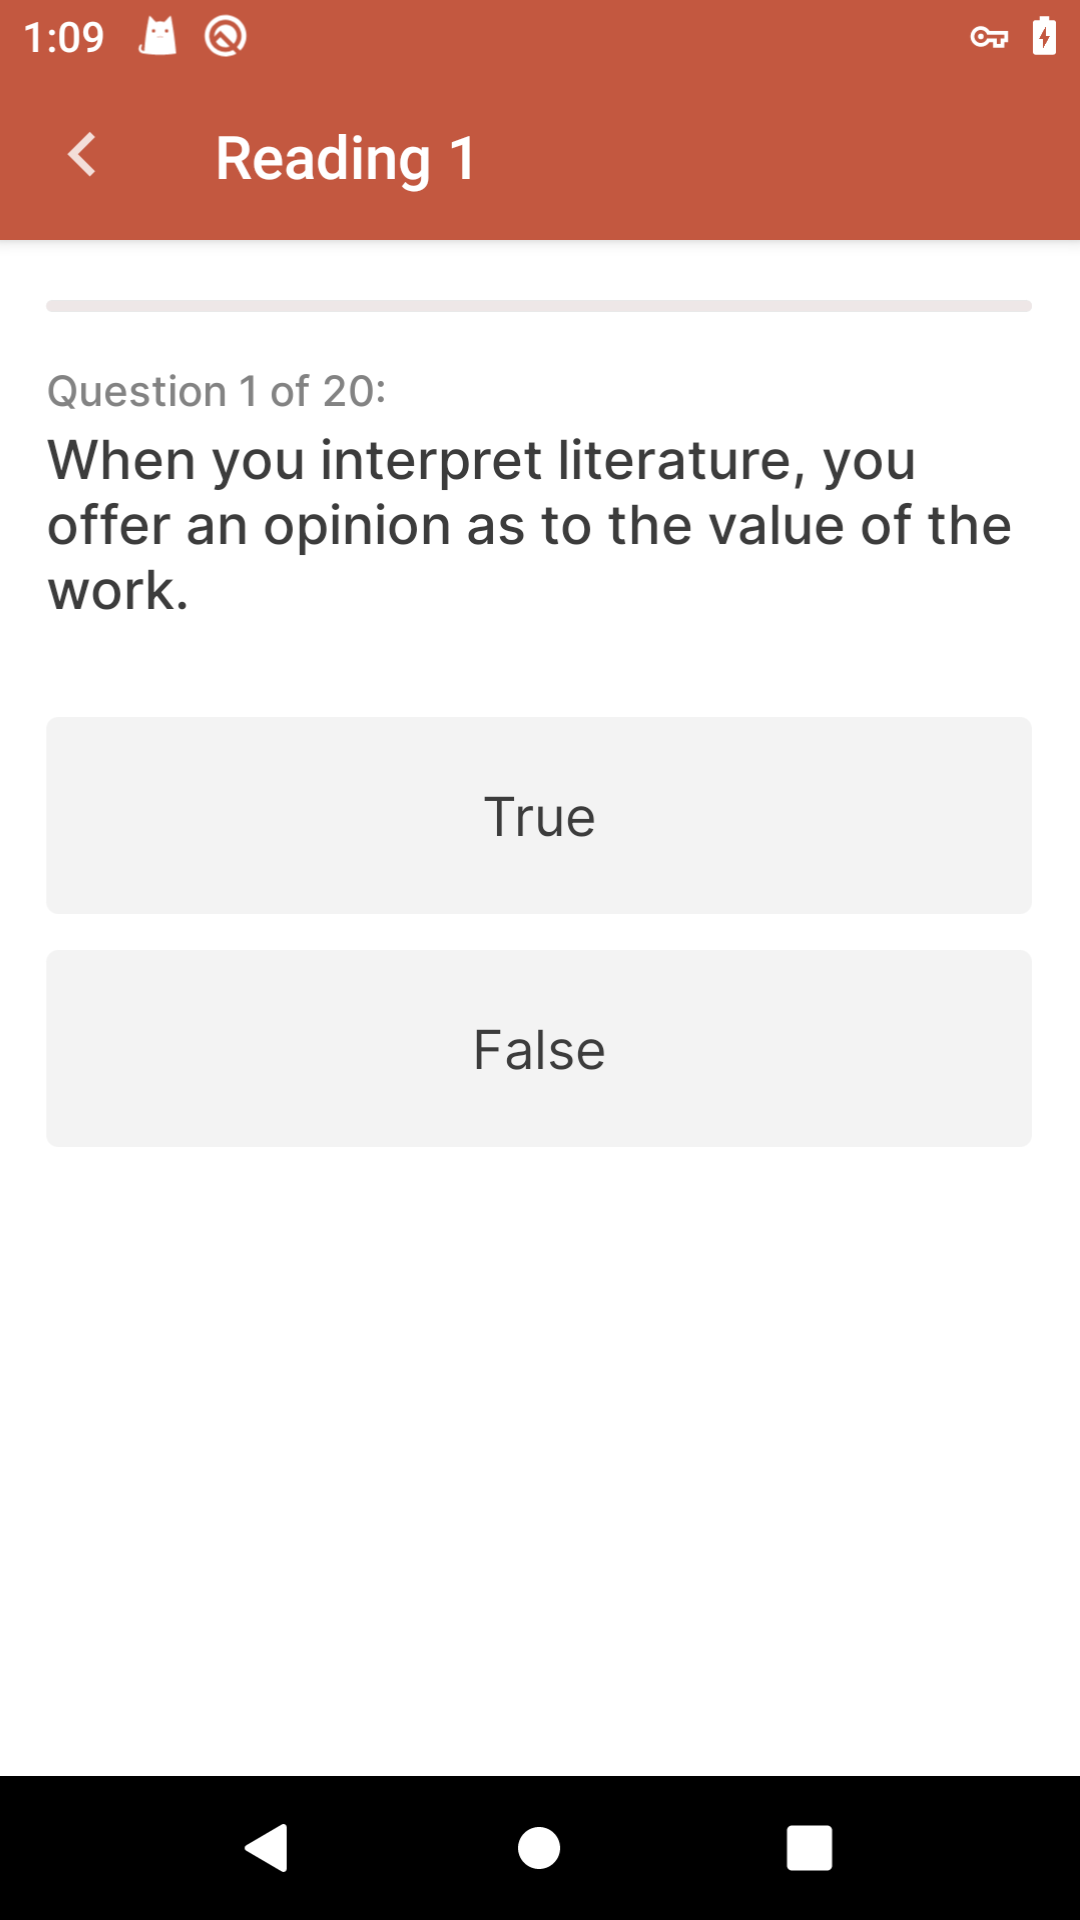 1:09
Reading 1
Question 1 of 20:
When you interpret literature, you
offer an opinion as to the value of the
work.
True
False